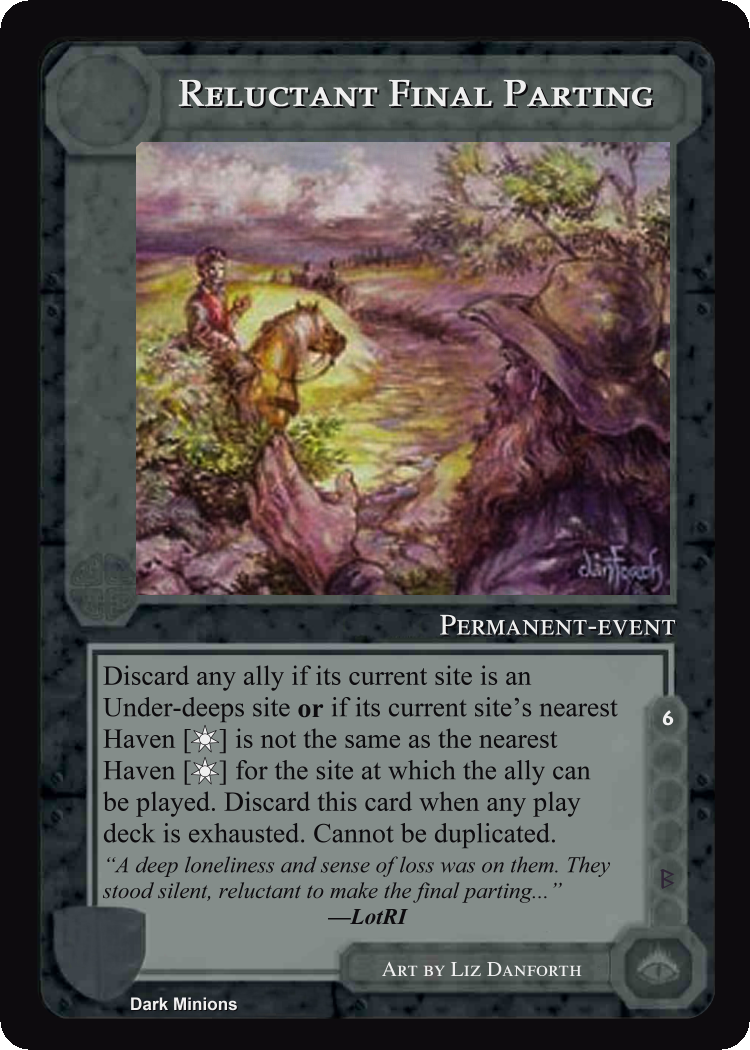 Reluctant Final Parting
dAnForth
Permanent-event
Discard any ally if its current site is an
Under-deeps site or if its current site's nearest
Haven [☼] is not the same as the nearest
Haven [☼] for the site at which the ally can
be played. Discard this card when any play
deck is exhausted. Cannot be duplicated.
6
“A deep loneliness and sense of loss was on them. They
stood silent, reluctant to make the final parting...”
—LotRI
B
Art by Liz Danforth
Dark Minions